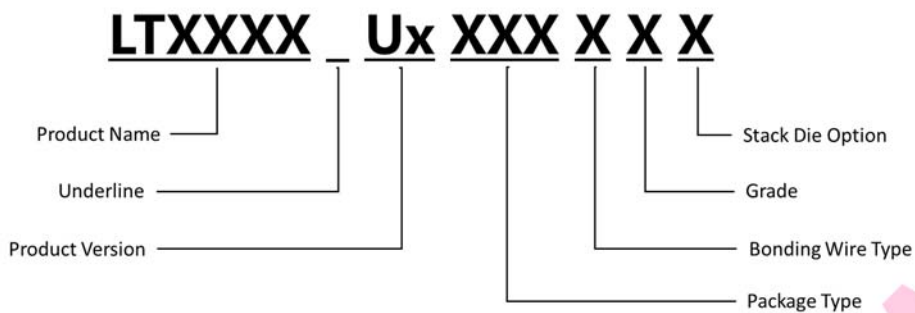 LTXXXX _ Ux XXX X X X
Product Name
Stack Die Option
Underline
Grade
Product Version
Bonding Wire Type
Package Type